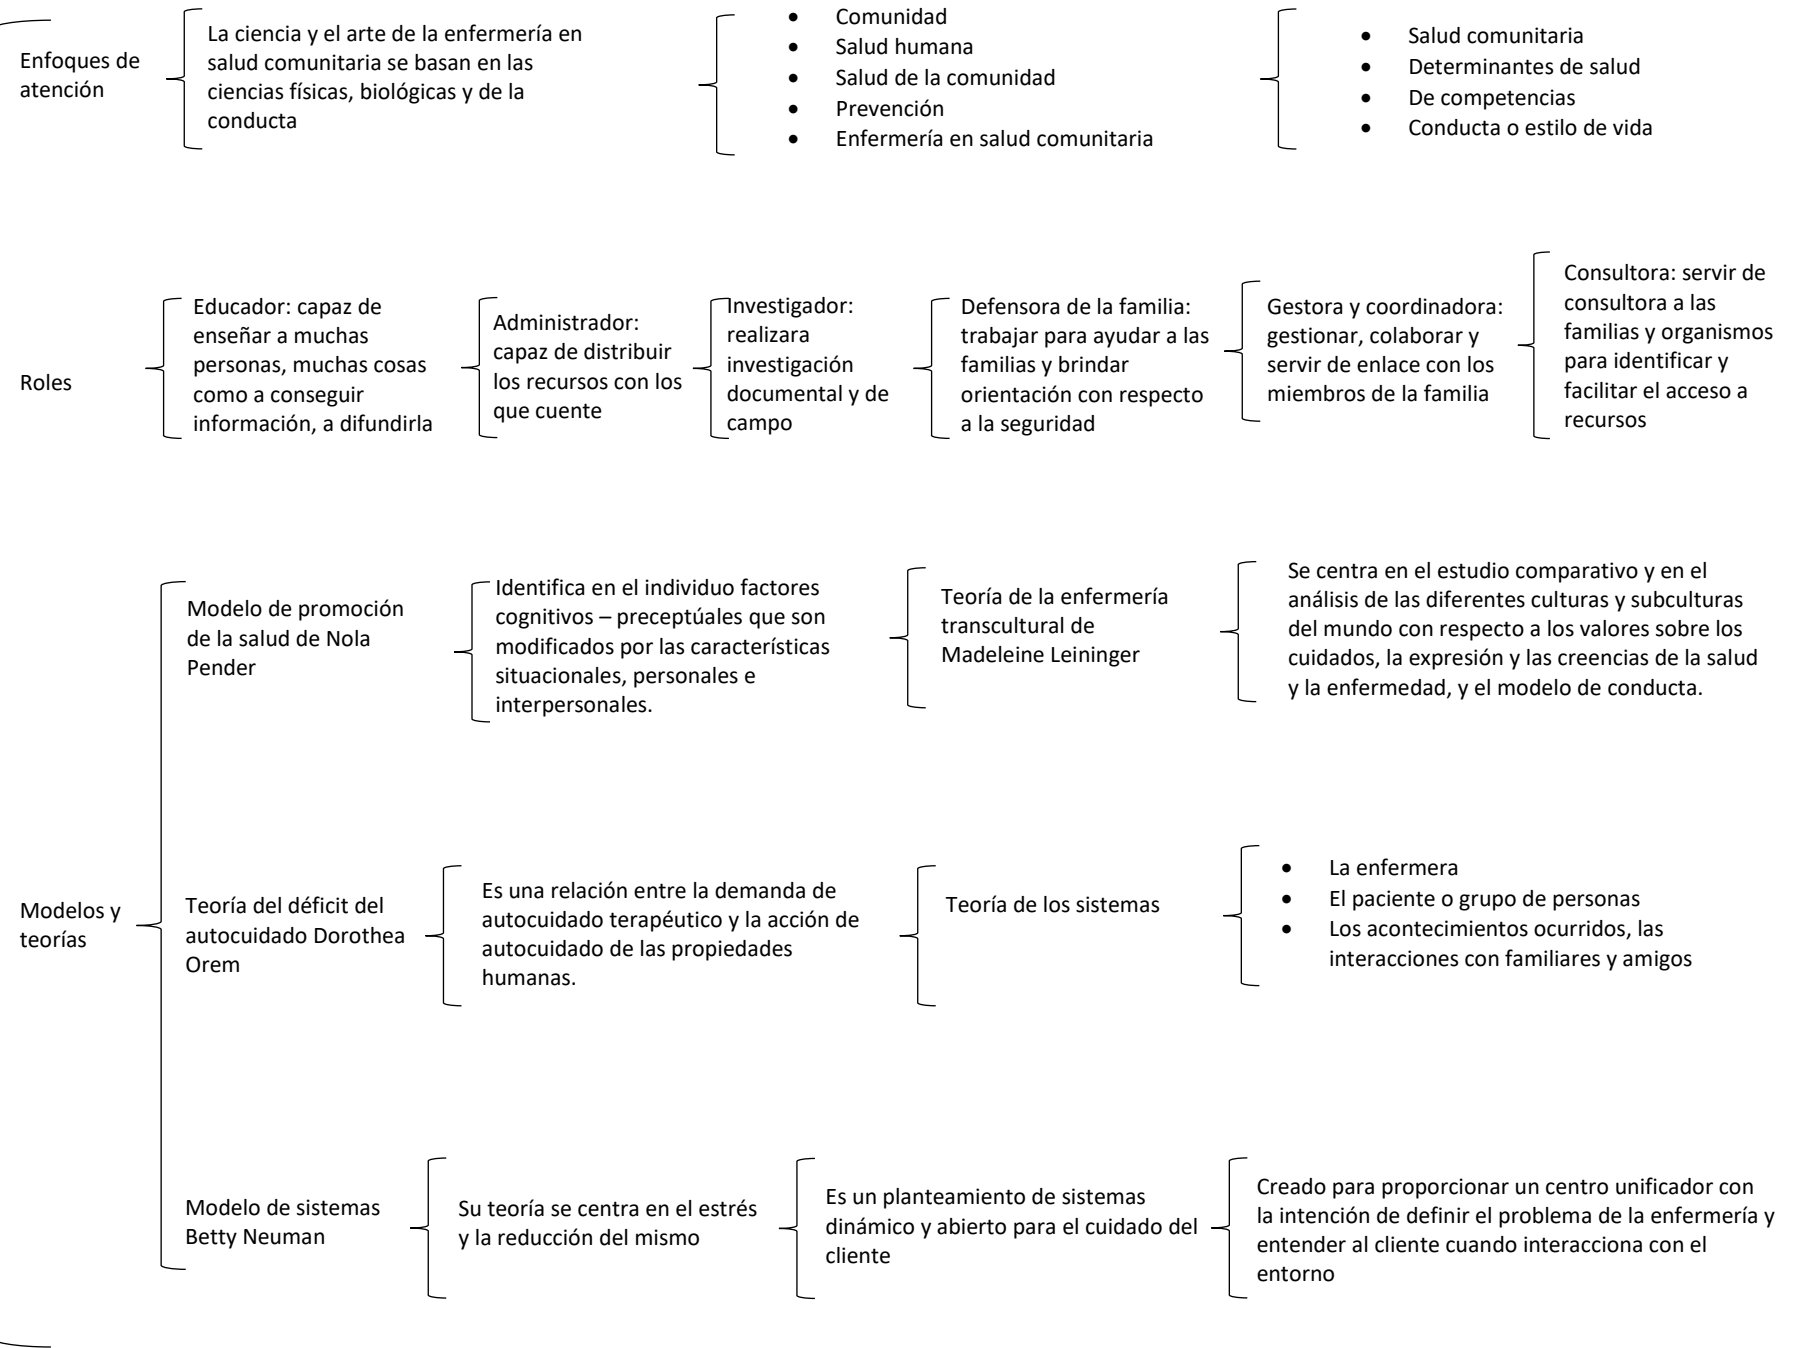 Enfoques de
atención
La ciencia y el arte de la enfermería en
salud comunitaria se basan en las
ciencias físicas, biológicas y de la
conducta
• Comunidad
• Salud humana
• Salud de la comunidad
• Prevención
• Enfermería en salud comunitaria
• Salud comunitaria
• Determinantes de salud
• De competencias
• Conducta o estilo de vida
Roles
Educador: capaz de
enseñar a muchas
personas, muchas cosas
como a conseguir
información, a difundirla
Administrador:
capaz de distribuir
los recursos con los
que cuente
Investigador:
realizara
investigación
documental y de
campo
Defensora de la familia:
trabajar para ayudar a las
familias y brindar
orientación con respecto
a la seguridad
Gestora y coordinadora:
gestionar, colaborar y
servir de enlace con los
miembros de la familia
Consultora: servir de
consultora a las
familias y organismos
para identificar y
facilitar el acceso a
recursos
Modelos y
teorías
Modelo de promoción
de la salud de Nola
Pender
Identifica en el individuo factores
cognitivos – preceptúales que son
modificados por las características
situacionales, personales e
interpersonales.
Teoría de la enfermería
transcultural de
Madeleine Leininger
Se centra en el estudio comparativo y en el
análisis de las diferentes culturas y subculturas
del mundo con respecto a los valores sobre los
cuidados, la expresión y las creencias de la salud
y la enfermedad, y el modelo de conducta.
Teoría del déficit del
autocuidado Dorothea
Orem
Es una relación entre la demanda de
autocuidado terapéutico y la acción de
autocuidado de las propiedades
humanas.
Teoría de los sistemas
• La enfermera
• El paciente o grupo de personas
• Los acontecimientos ocurridos, las
interacciones con familiares y amigos
Modelo de sistemas
Betty Neuman
Su teoría se centra en el estrés
y la reducción del mismo
Es un planteamiento de sistemas
dinámico y abierto para el cuidado del
cliente
Creado para proporcionar un centro unificador con
la intención de definir el problema de la enfermería y
entender al cliente cuando interacciona con el
entorno